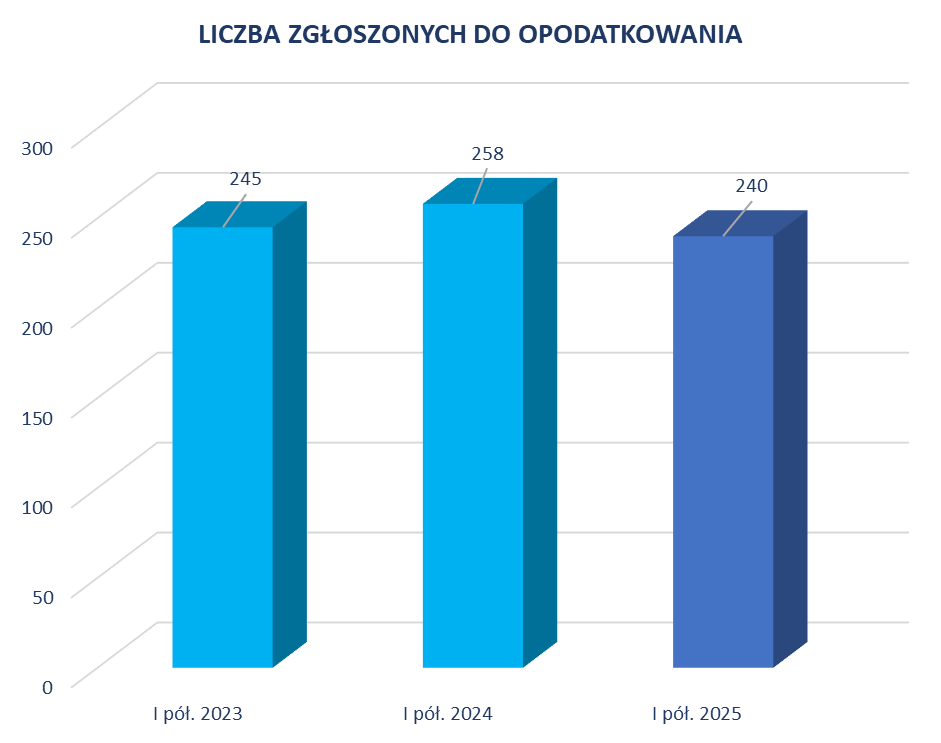 LICZBA ZGŁOSZONYCH DO OPODATKOWANIA
300
250
200
150
100
50
0
245
258
240
I pół. 2023
I pół. 2024
I pół. 2025